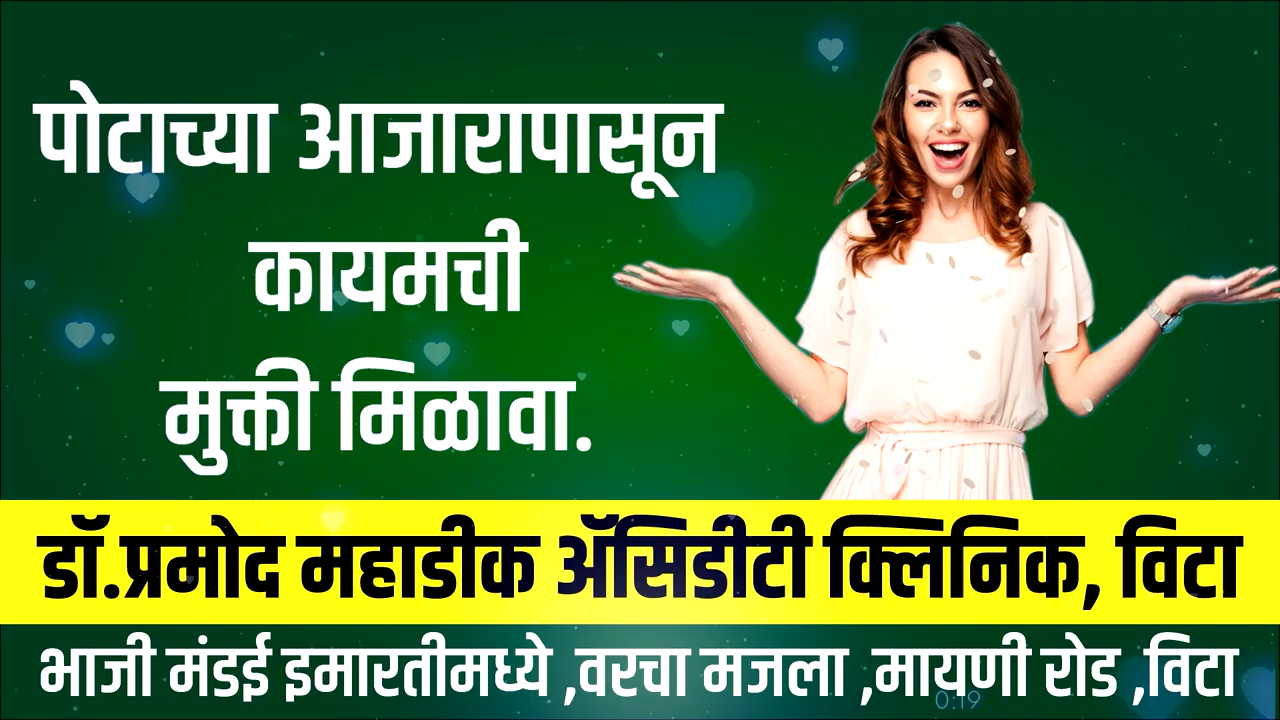 पोटाच्या आजारापासून
कायमची
मुक्ती मिळावा.
डॉ.प्रमोद महाडीक ॲसिडीटी क्लिनिक, विटा
भाजी मंडई इमारतीमध्ये ,वरचा मजला ,मायणी रोड ,विटा
0:19